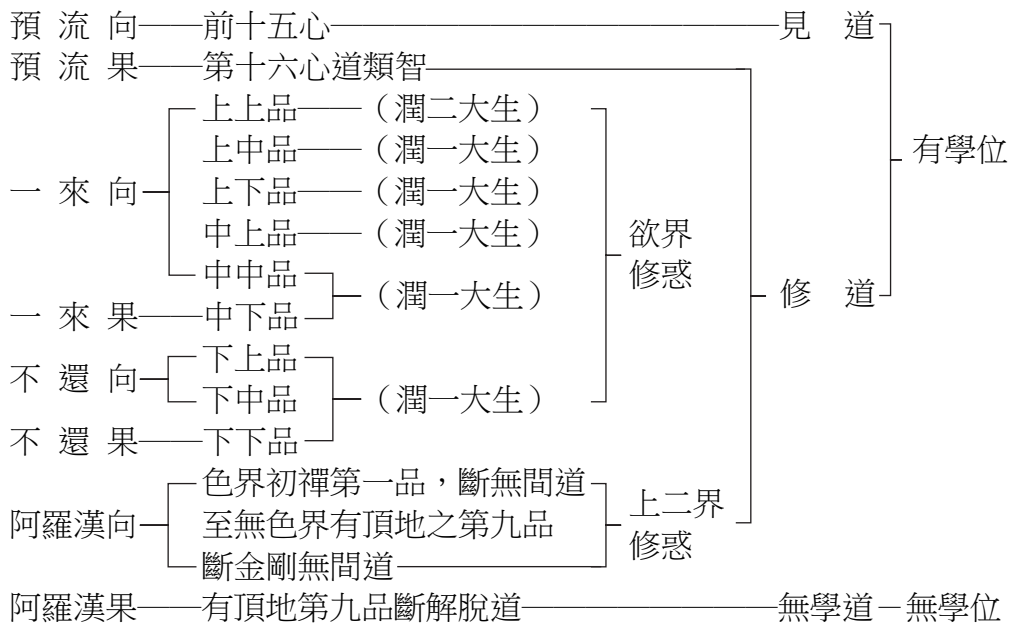 預流向——前十五心——見道
預流果——第十六心道類智
上上品——（潤二大生）
上中品——（潤一大生） 有學位
一來向 上下品——（潤一大生）
中上品——（潤一大生） 欲界
修惑
中中品
（潤一大生） 修道
一來果——中下品
下上品
不還向
下中品 （潤一大生）
不還果——下下品
色界初禪第一品，斷無間道
阿羅漢向 至無色界有頂地之第九品 上二界
修惑
斷金剛無間道
阿羅漢果——有頂地第九品斷解脫道——無學道－無學位